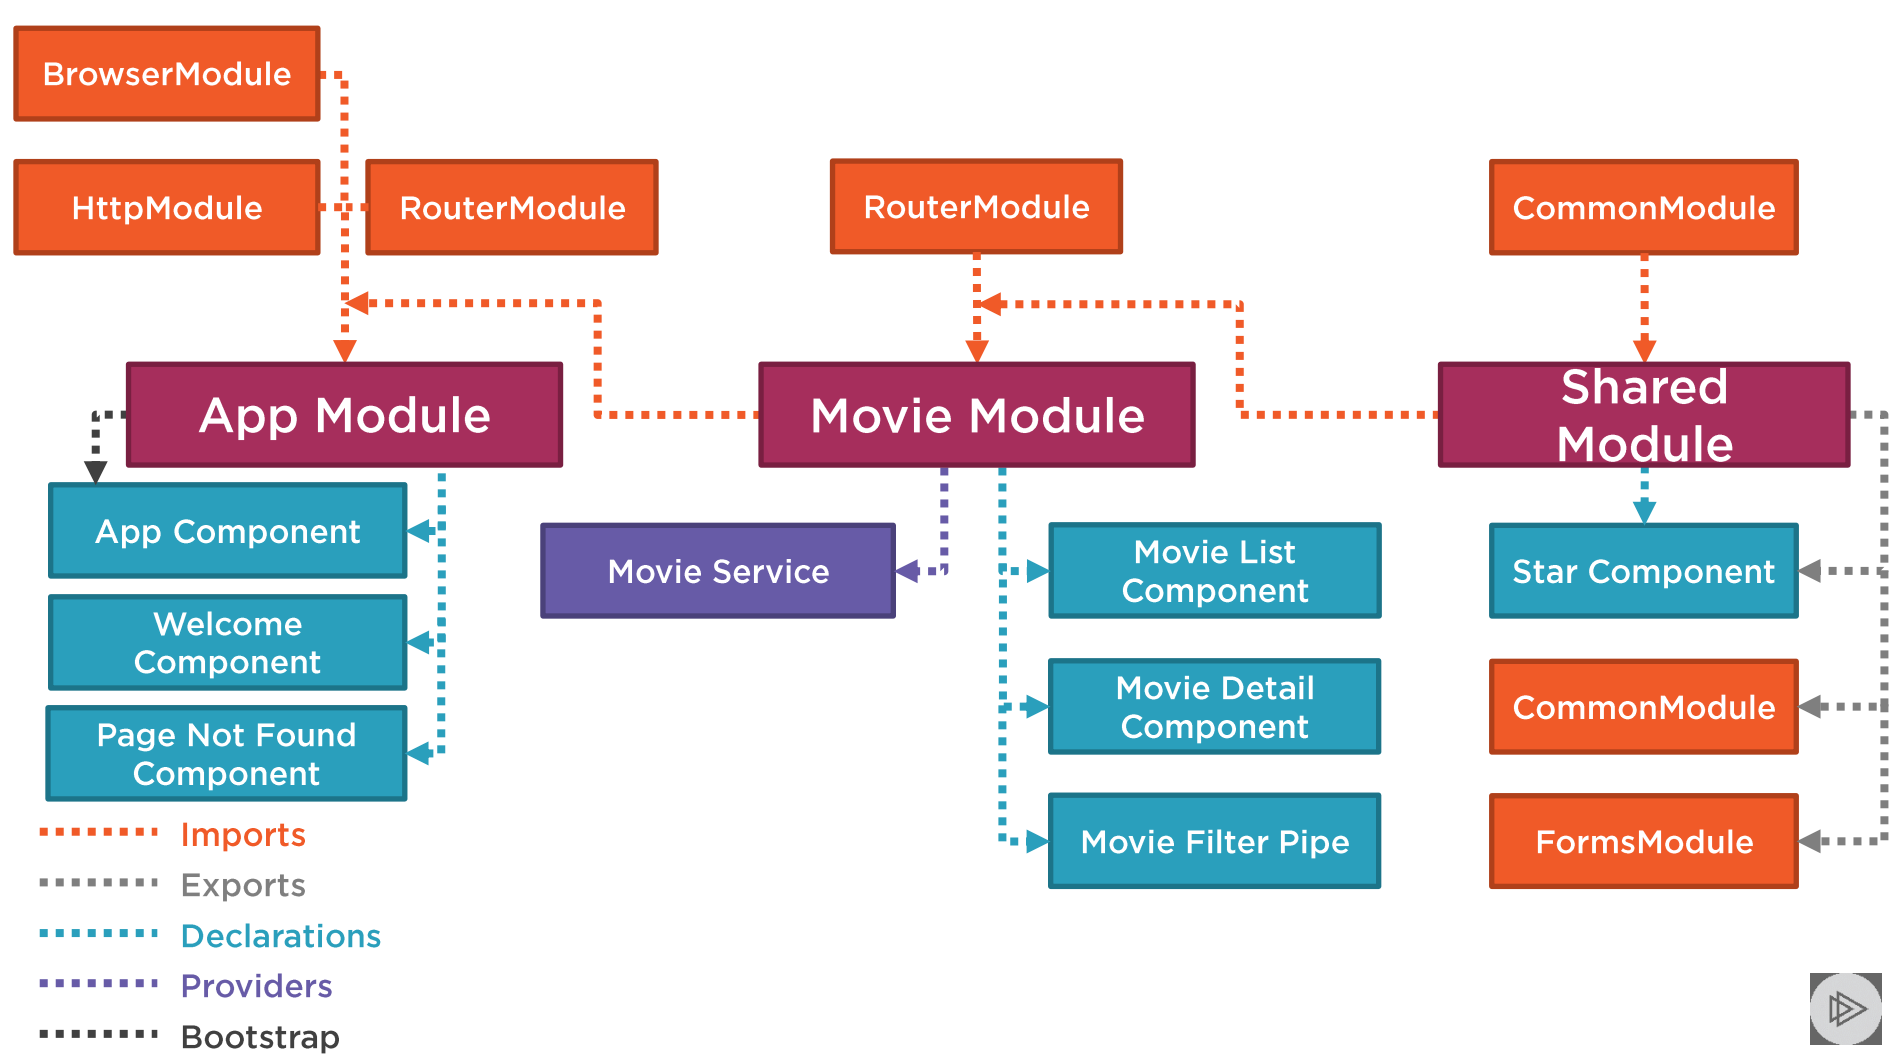 BrowserModule
HttpModule
RouterModule
RouterModule
CommonModule
App Module
Movie Module
Shared
Module
App Component
Welcome
Component
Page Not Found
Component
Movie Service
Movie List
Component
Movie Detail
Component
Movie Filter Pipe
Star Component
CommonModule
FormsModule
Imports
Exports
Declarations
Providers
Bootstrap